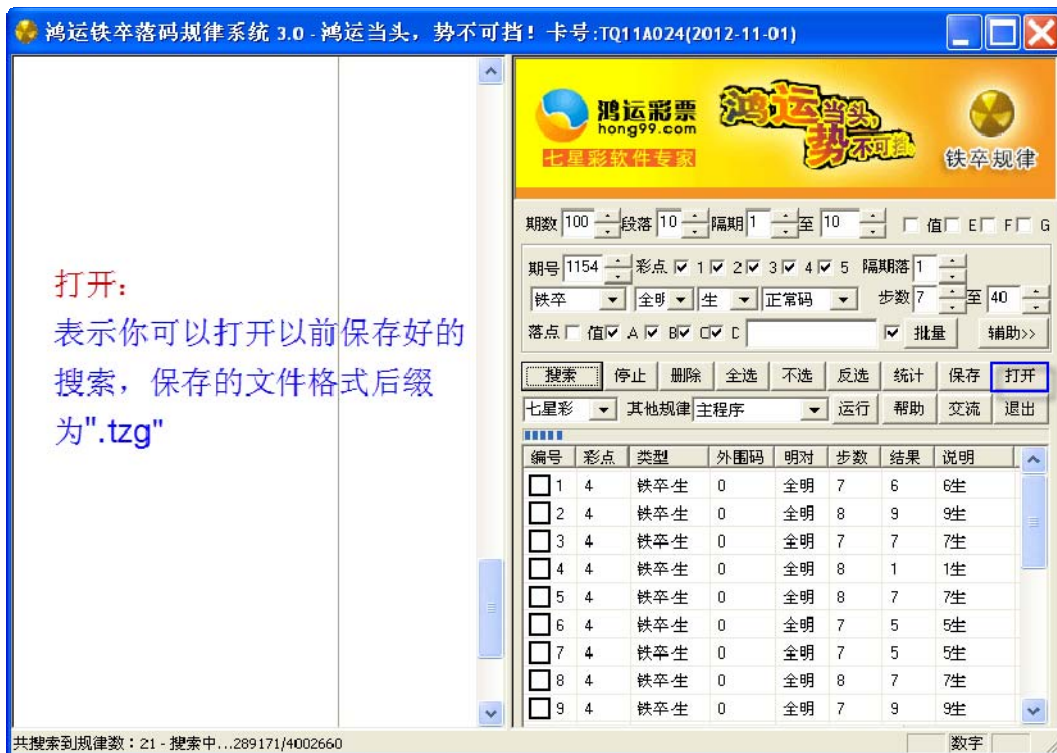 鸿运铁卒落码规律系统 3.0 - 鸿运当头，势不可挡！卡号:TQ11A024(2012-11-01)
打开：
表示你可以打开以前保存好的
搜索，保存的文件格式后缀
为".tzg"
鸿运彩票
hong99.com
七星彩软件专家
鸿运当头，
势不可挡。
铁卒规律
期数 100 段落 10 隔期 1 至 10 值 E F G
期号 1154 彩点 1 2 3 4 5 隔期落 1
铁卒 全明 生 正常码 步数 7 至 40
落点 值 A B C D 批量 辅助>>
搜索 停止 删除 全选 不选 反选 统计 保存 打开
七星彩 其他规律 主程序 运行 帮助 交流 退出
编号 彩点 类型 外围码 明对 步数 结果 说明
1 4 铁卒-生 0 全明 7 6 6生
2 4 铁卒-生 0 全明 8 9 9生
3 4 铁卒-生 0 全明 7 7 7生
4 4 铁卒-生 0 全明 8 1 1生
5 4 铁卒-生 0 全明 8 7 7生
6 4 铁卒-生 0 全明 7 5 5生
7 4 铁卒-生 0 全明 7 5 5生
8 4 铁卒-生 0 全明 8 7 7生
9 4 铁卒-生 0 全明 7 9 9生
共搜索到规律数：21 - 搜索中...289171/4002660 数字